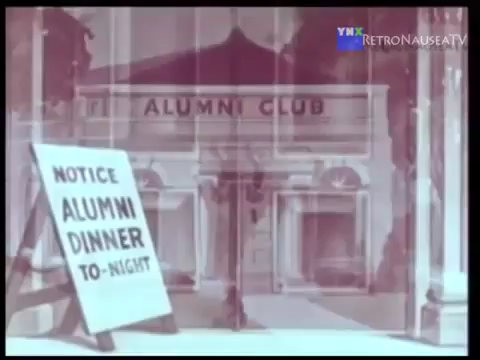 YNX
RETRONAUSEATV
ALUMNI CLUB
NOTICE
ALUMNI
DINNER
TO-NIGHT